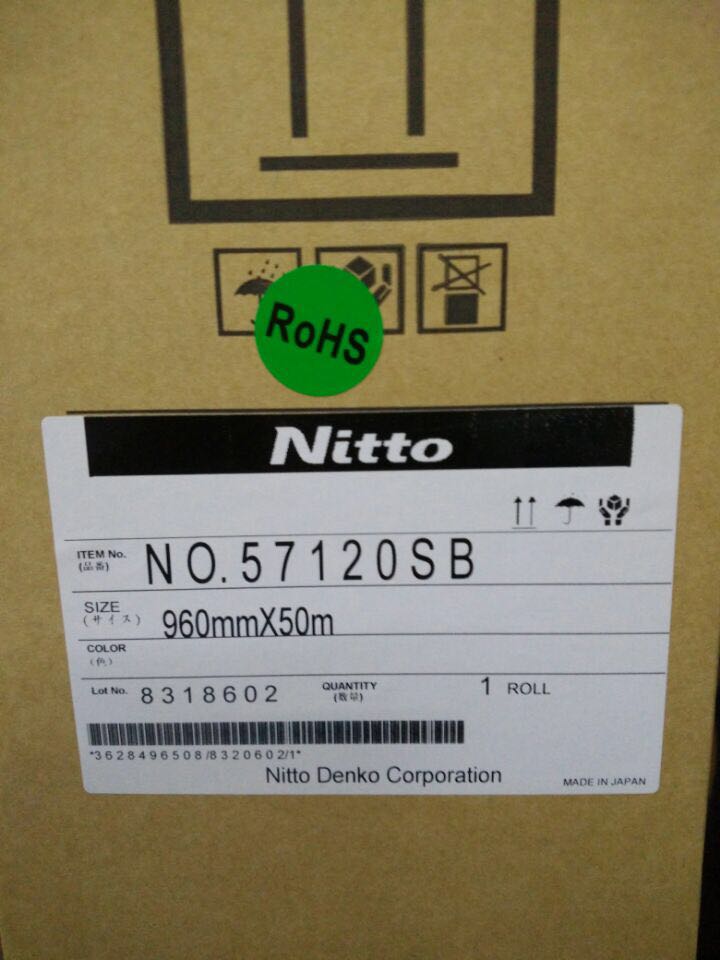 RoHS
Nitto
ITEM No. NO.57120SB
(品番)
SIZE 960mmX50m
(サイズ)
COLOR
(色)
Lot No. 8318602 QUANTITY 1 ROLL
(数量)
*3628496508/8320602/1*
Nitto Denko Corporation
MADE IN JAPAN